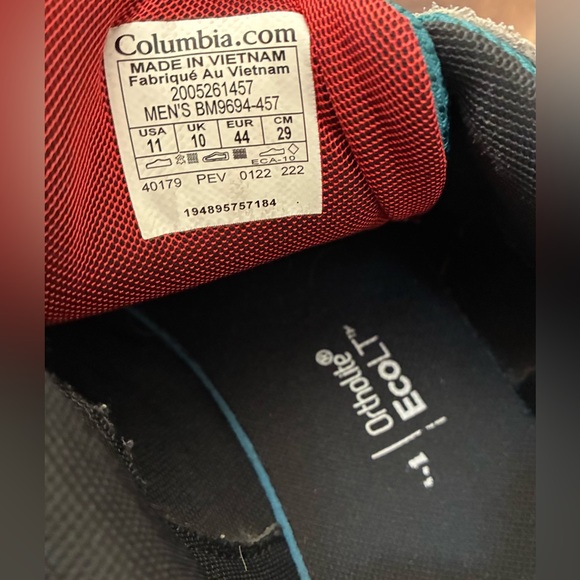 Columbia.com
MADE IN VIETNAM
Fabriqué Au Vietnam
2005261457
MEN'S BM9694-457
USA UK EUR CM
11 10 44 29
ECA-19
40179 PEV 0122 222
194895757184
Ortholite®
ECOLT™